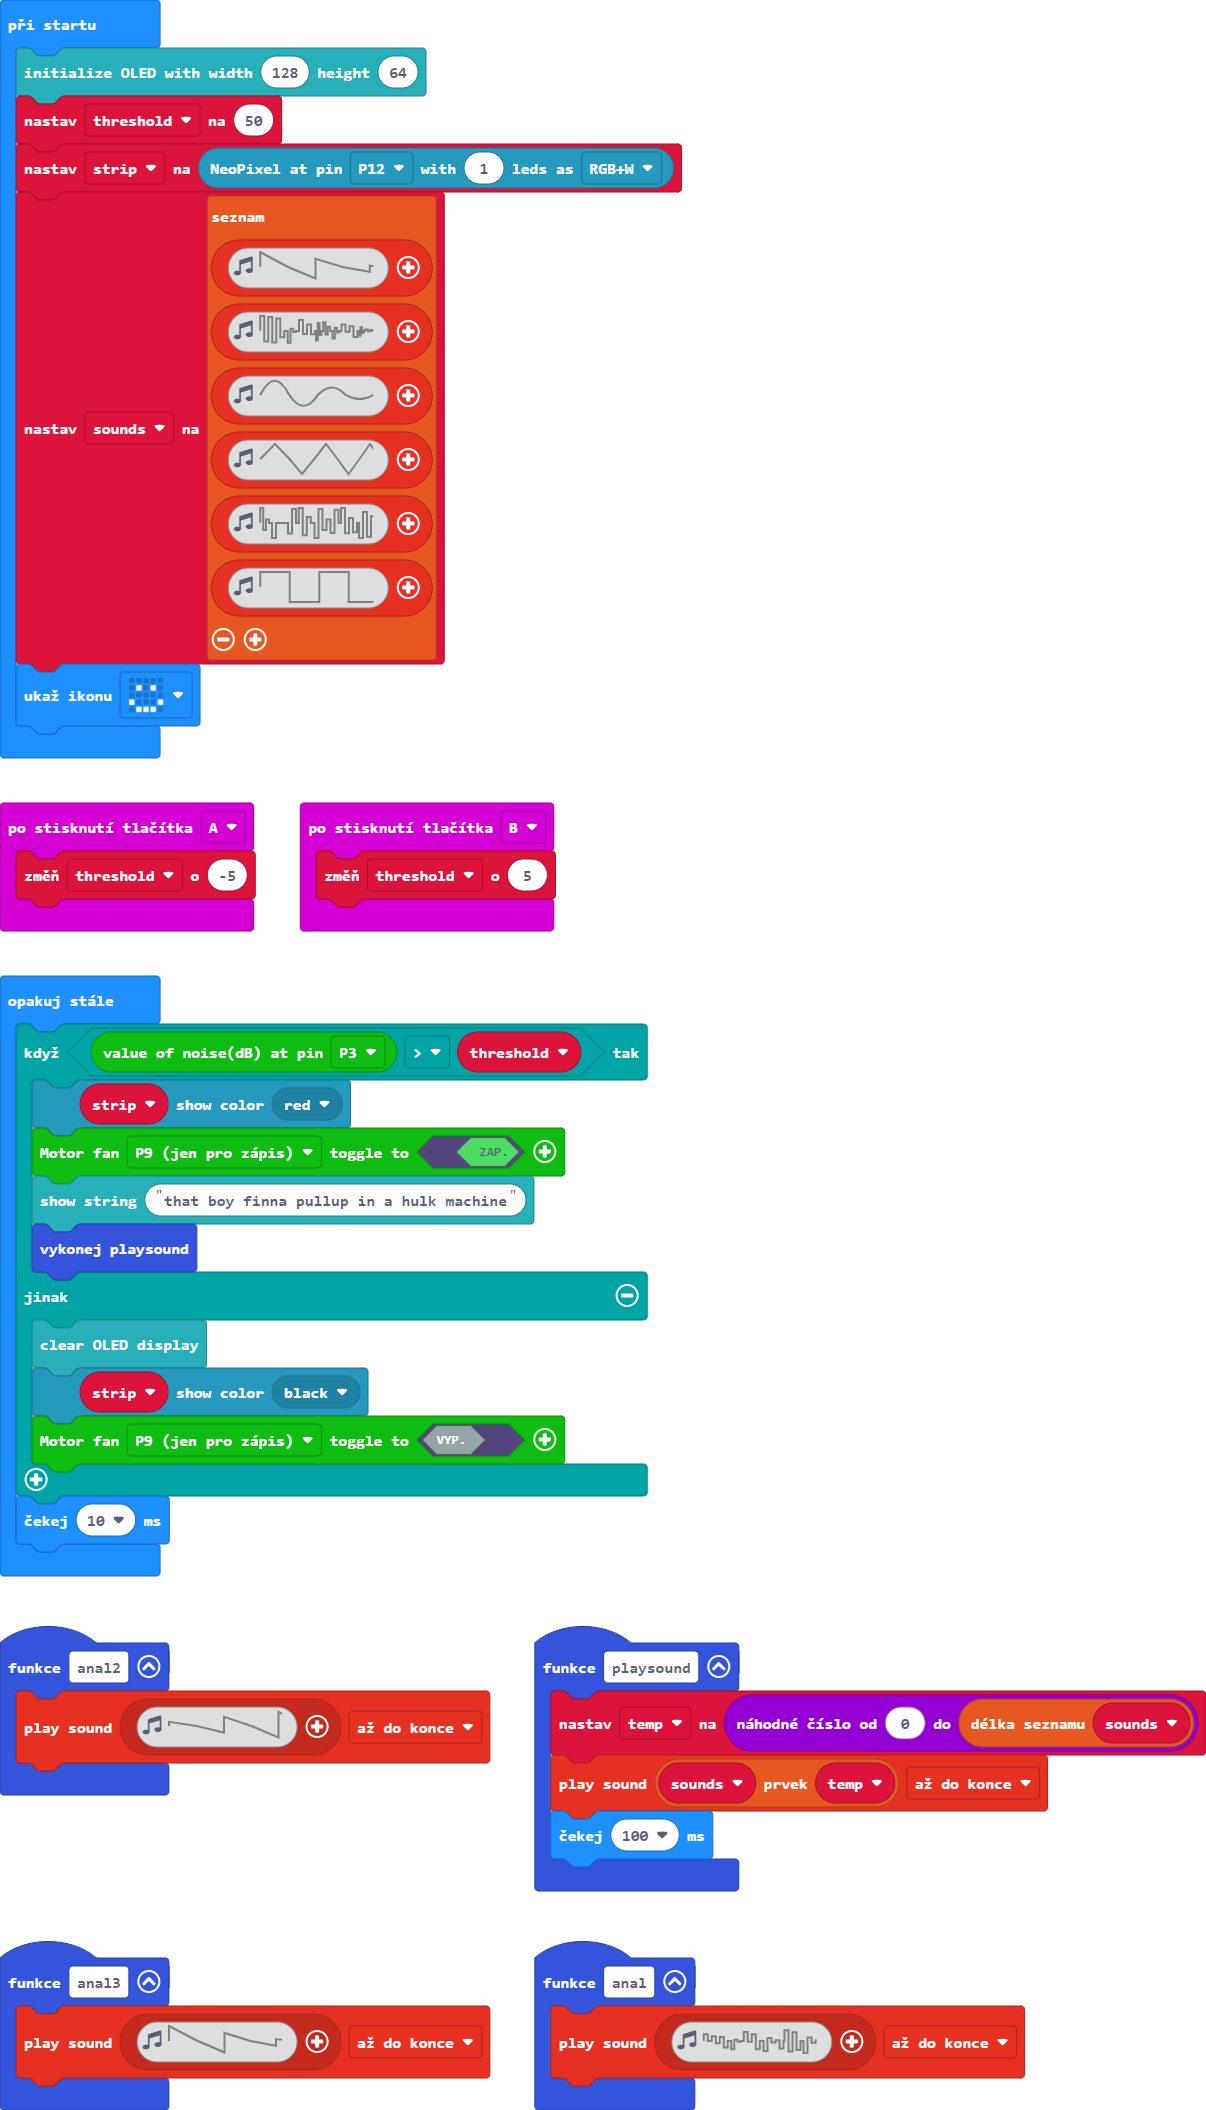 při startu
initialize OLED with width 128 height 64
nastav threshold na 50
nastav strip na NeoPixel at pin P12 with 1 leds as RGB+W
seznam
nastav sounds na
ukaž ikonu
po stisknutí tlačítka A
změň threshold o -5
po stisknutí tlačítka B
změň threshold o 5
opakuj stále
když value of noise(dB) at pin P3 > threshold tak
strip show color red
Motor fan P9 (jen pro zápis) toggle to ZAP.
show string "that boy finna pullup in a hulk machine"
vykonej playsound
jinak
clear OLED display
strip show color black
Motor fan P9 (jen pro zápis) toggle to VYP.
čekej 10 ms
funkce anal2
play sound až do konce
funkce playsound
nastav temp na náhodné číslo od 0 do délka seznamu sounds
play sound sounds prvek temp až do konce
čekej 100 ms
funkce anal3
play sound až do konce
funkce anal
play sound až do konce